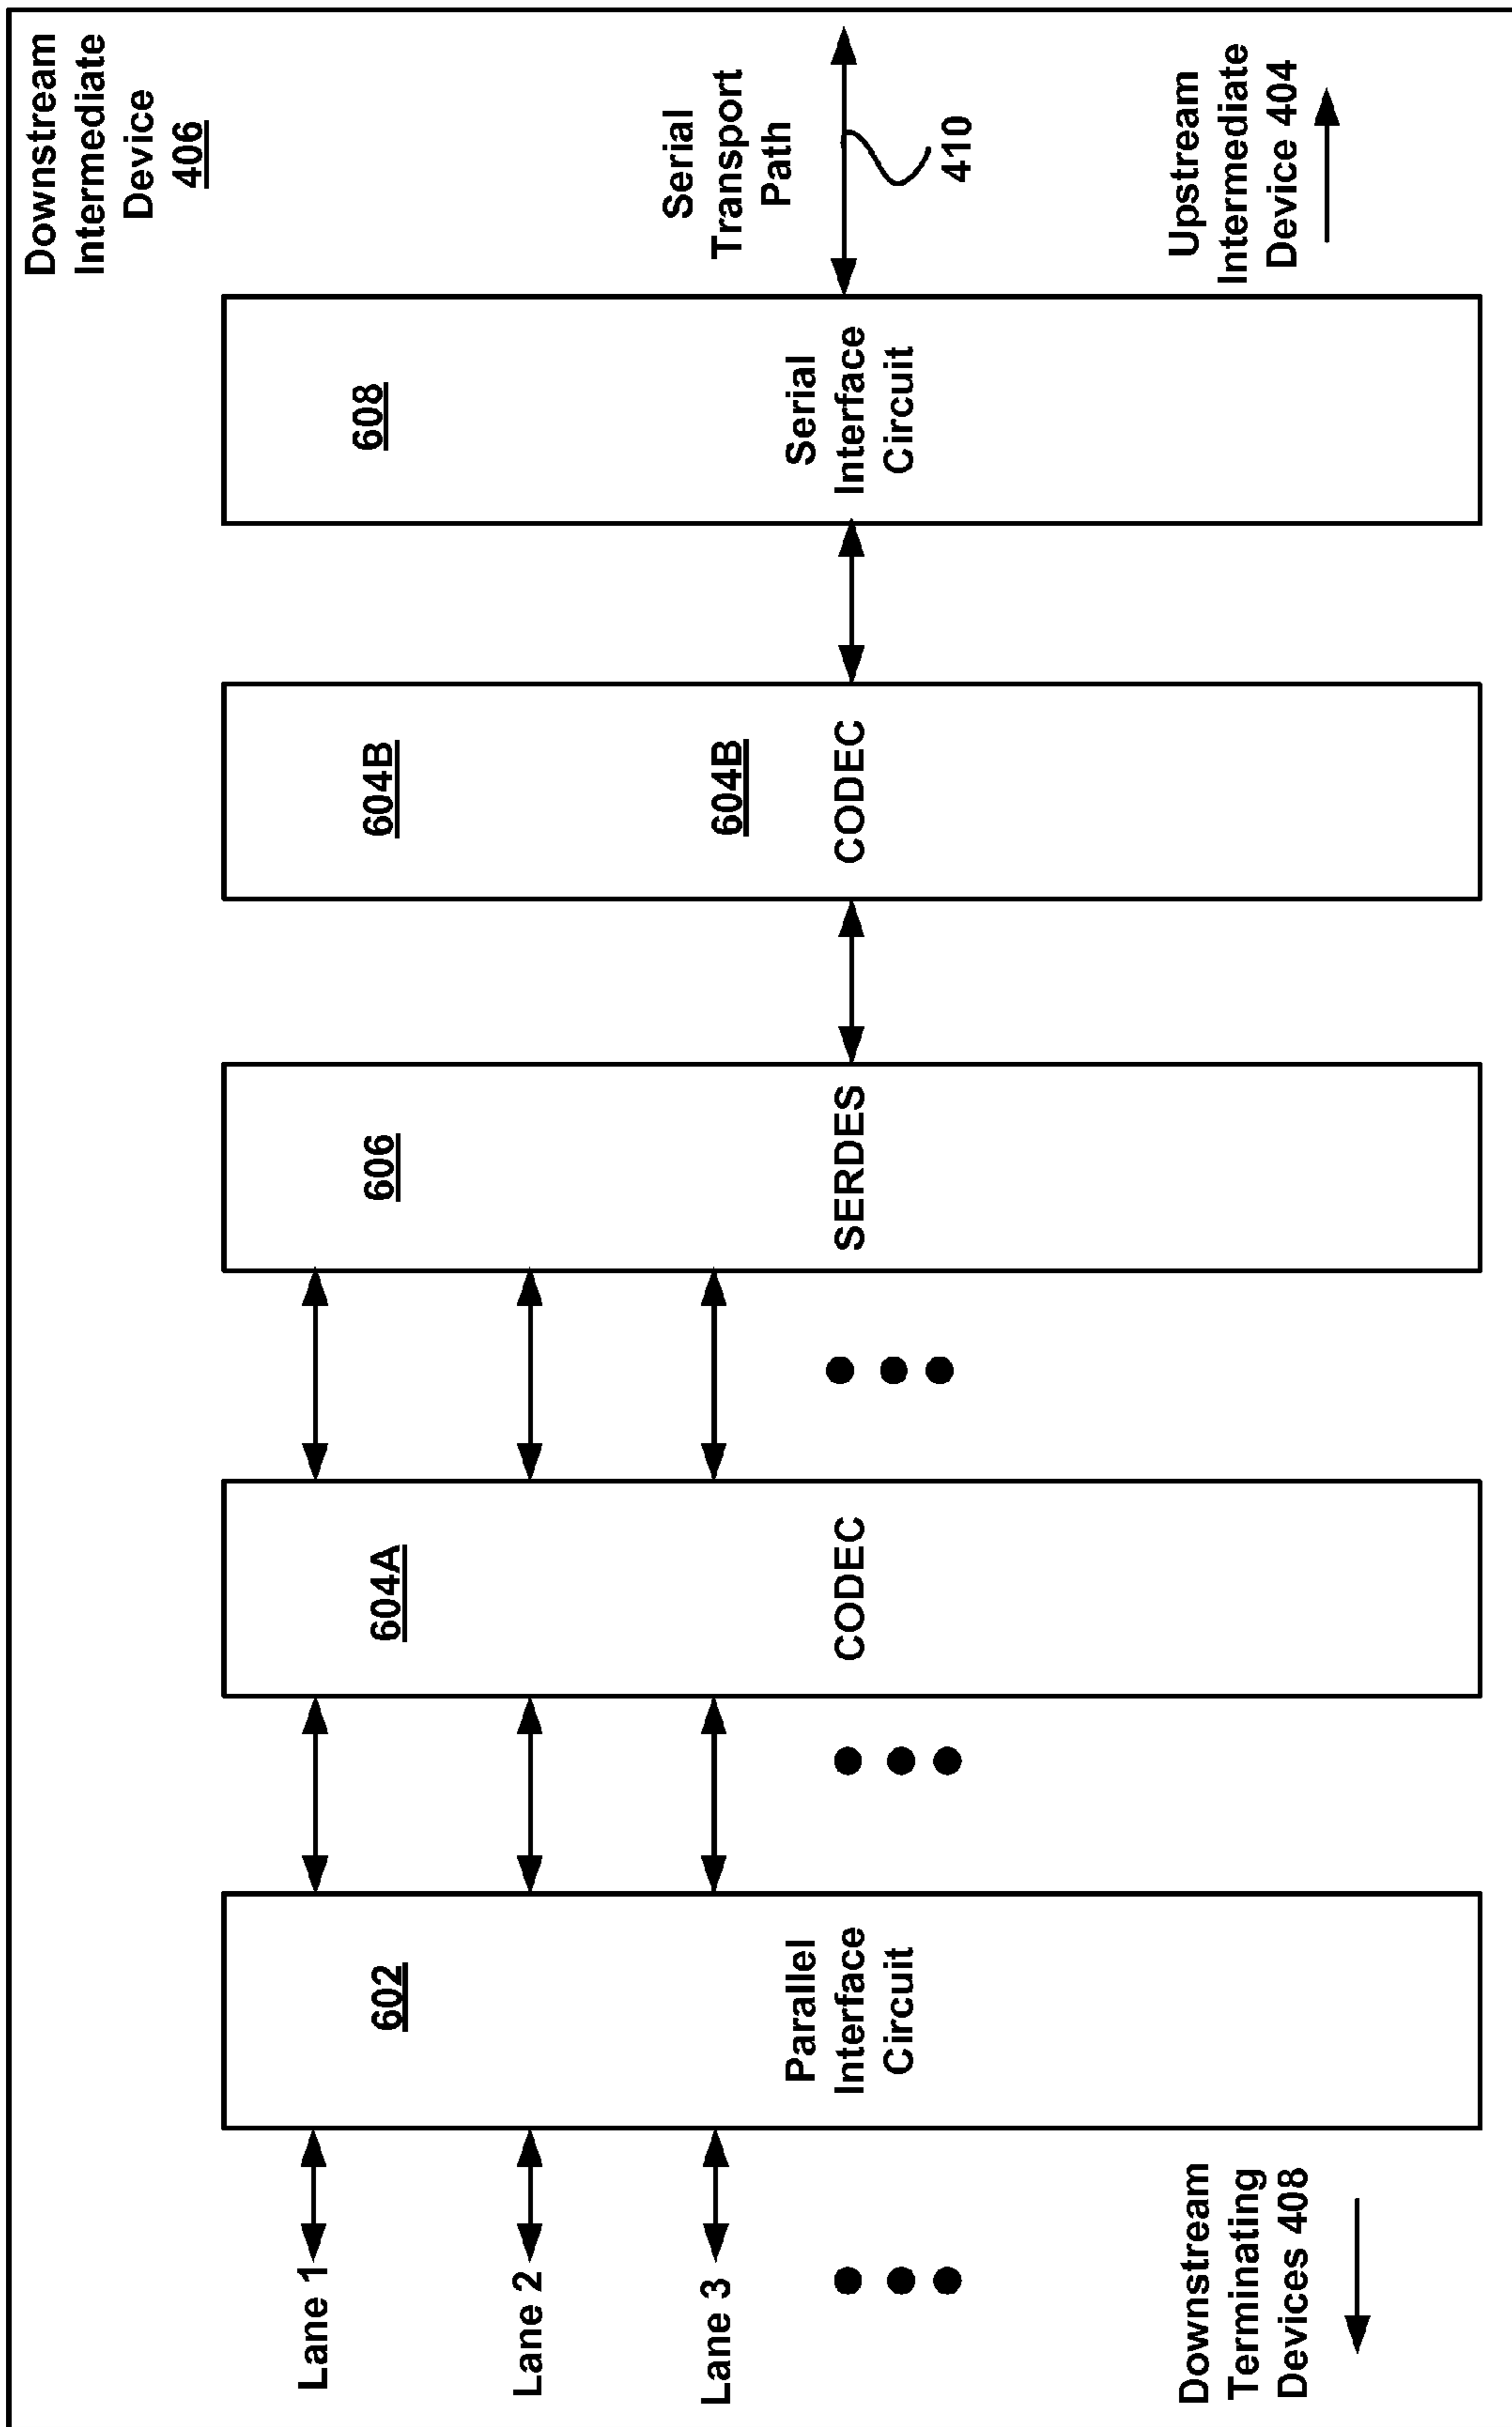 Downstream
Intermediate
Device
406
Lane 1
Lane 2
Lane 3
602
Parallel
Interface
Circuit
604A
CODEC
606
SERDES
604B
604B
CODEC
608
Serial
Interface
Circuit
Serial
Transport
Path
410
Downstream
Terminating
Devices 408
Upstream
Intermediate
Device 404